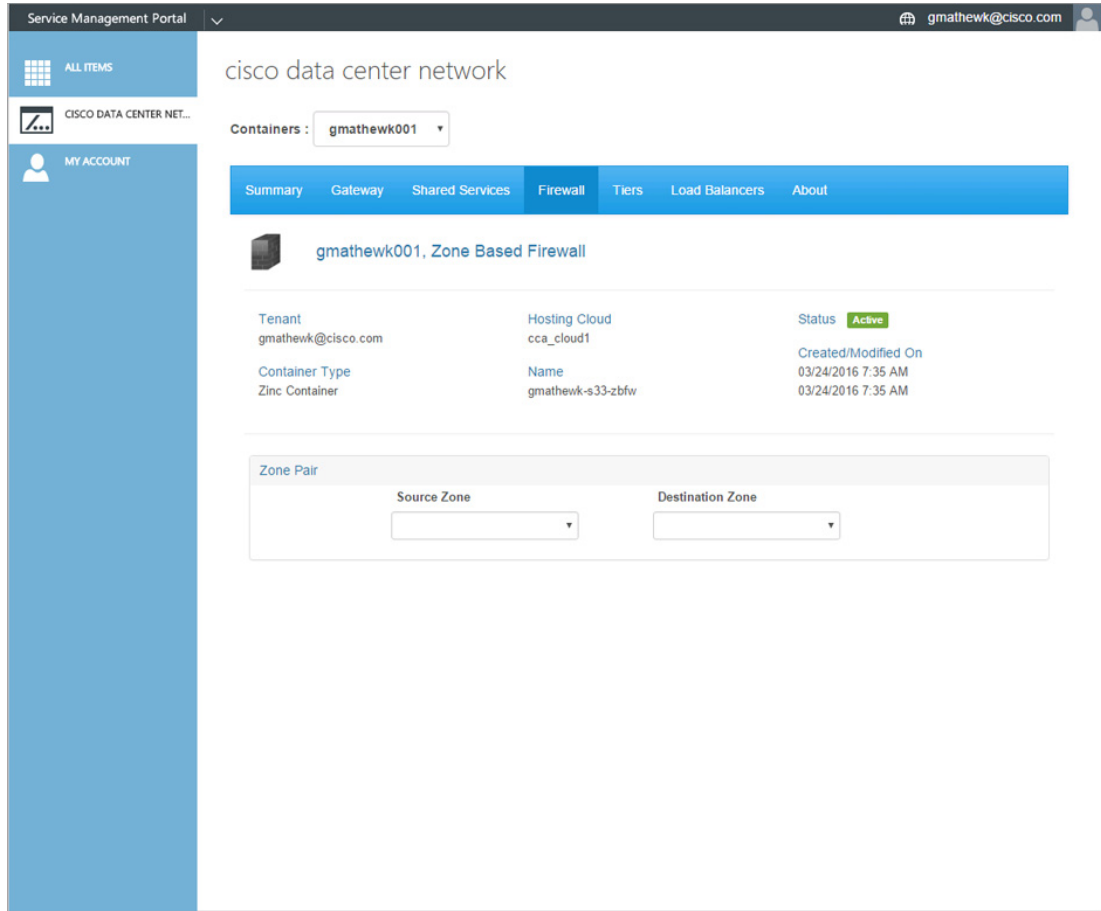 Service Management Portal
gmathewk@cisco.com
ALL ITEMS
CISCO DATA CENTER NET...
MY ACCOUNT
cisco data center network
Containers : gmathewk001
Summary Gateway Shared Services Firewall Tiers Load Balancers About
gmathewk001, Zone Based Firewall
Tenant
gmathewk@cisco.com
Container Type
Zinc Container
Hosting Cloud
cca_cloud1
Name
gmathewk-s33-zbfw
Status Active
Created/Modified On
03/24/2016 7:35 AM
03/24/2016 7:35 AM
Zone Pair
Source Zone Destination Zone